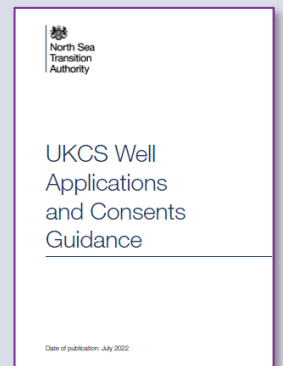 North Sea
Transition
Authority
UKCS Well
Applications
and Consents
Guidance
Date of publication: July 2022